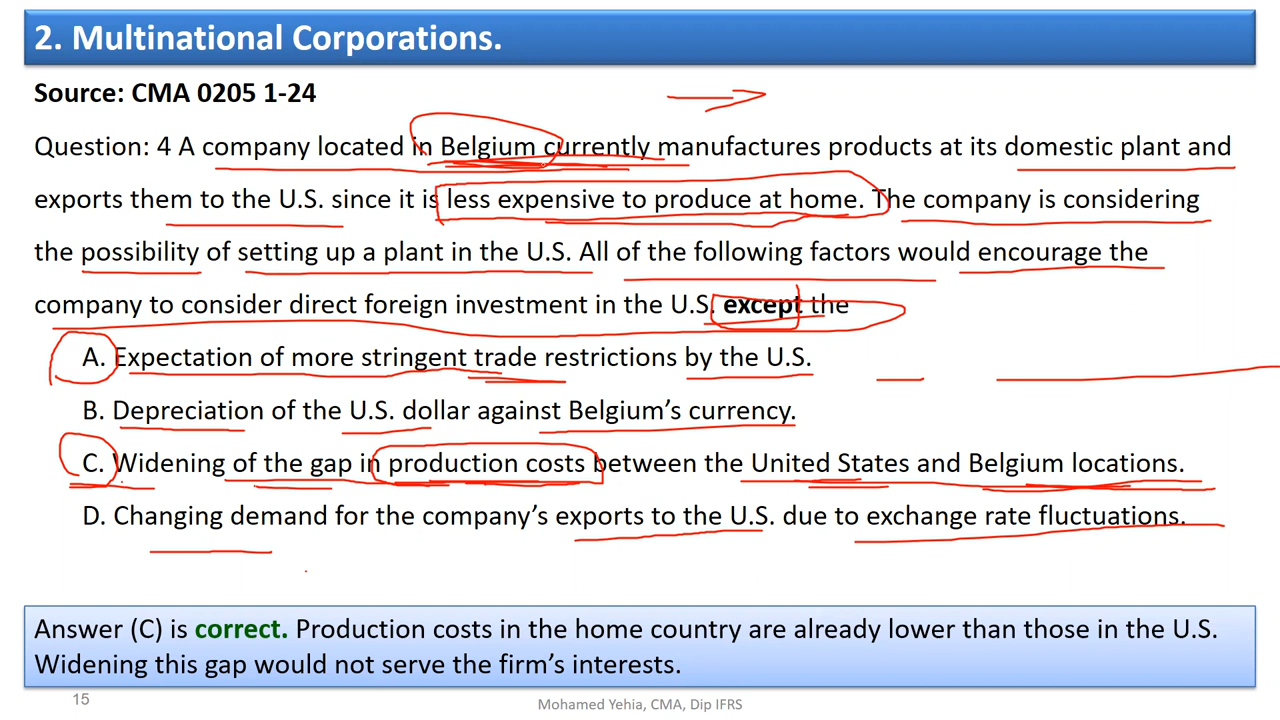 2. Multinational Corporations.
Source: CMA 0205 1-24
Question: 4 A company located in Belgium currently manufactures products at its domestic plant and
exports them to the U.S. since it is less expensive to produce at home. The company is considering
the possibility of setting up a plant in the U.S. All of the following factors would encourage the
company to consider direct foreign investment in the U.S. except the
A. Expectation of more stringent trade restrictions by the U.S.
B. Depreciation of the U.S. dollar against Belgium's currency.
C. Widening of the gap in production costs between the United States and Belgium locations.
D. Changing demand for the company's exports to the U.S. due to exchange rate fluctuations.
Answer (C) is correct. Production costs in the home country are already lower than those in the U.S.
Widening this gap would not serve the firm's interests.
15
Mohamed Yehia, CMA, Dip IFRS